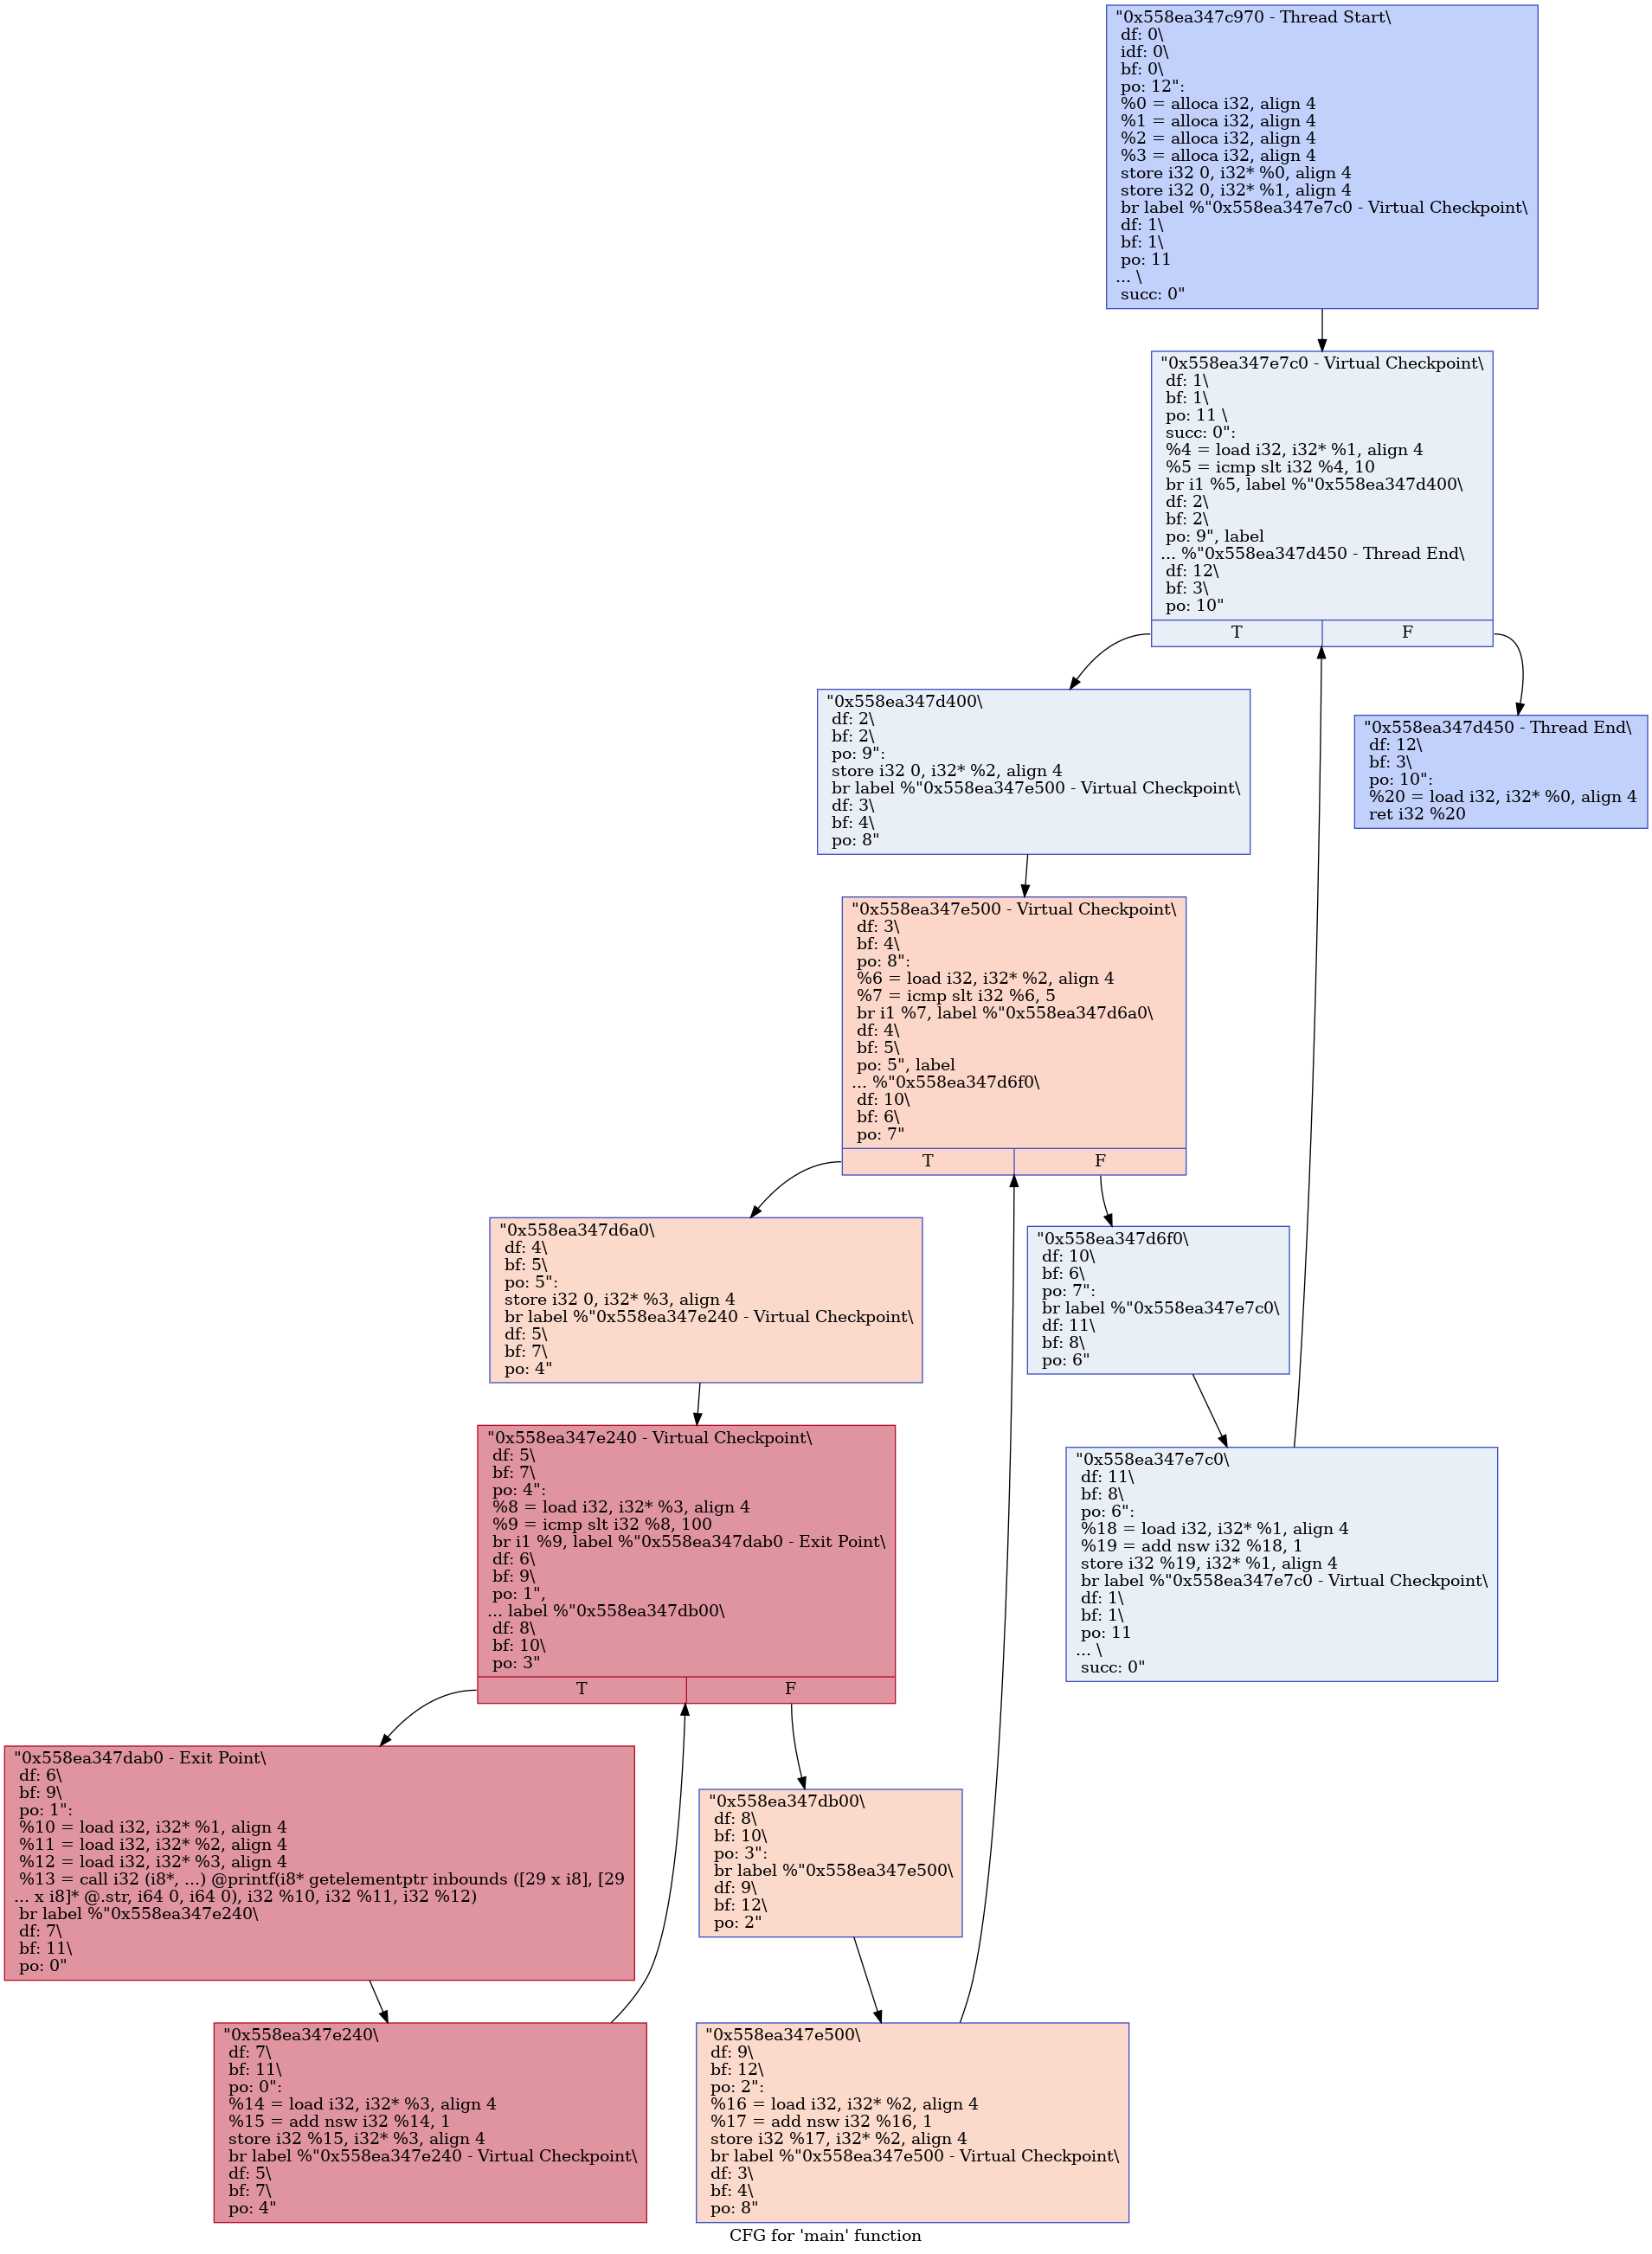 "0x558ea347c970 - Thread Start\
df: 0\
idf: 0\
bf: 0\
po: 12":
%0 = alloca i32, align 4
%1 = alloca i32, align 4
%2 = alloca i32, align 4
%3 = alloca i32, align 4
store i32 0, i32* %0, align 4
store i32 0, i32* %1, align 4
br label %"0x558ea347e7c0 - Virtual Checkpoint\
df: 1\
bf: 1\
po: 11
... \
succ: 0"
"0x558ea347e7c0 - Virtual Checkpoint\
df: 1\
bf: 1\
po: 11 \
succ: 0":
%4 = load i32, i32* %1, align 4
%5 = icmp slt i32 %4, 10
br i1 %5, label %"0x558ea347d400\
df: 2\
bf: 2\
po: 9", label
... %"0x558ea347d450 - Thread End\
df: 12\
bf: 3\
po: 10"
T
F
"0x558ea347d400\
df: 2\
bf: 2\
po: 9":
store i32 0, i32* %2, align 4
br label %"0x558ea347e500 - Virtual Checkpoint\
df: 3\
bf: 4\
po: 8"
"0x558ea347d450 - Thread End\
df: 12\
bf: 3\
po: 10":
%20 = load i32, i32* %0, align 4
ret i32 %20
"0x558ea347e500 - Virtual Checkpoint\
df: 3\
bf: 4\
po: 8":
%6 = load i32, i32* %2, align 4
%7 = icmp slt i32 %6, 5
br i1 %7, label %"0x558ea347d6a0\
df: 4\
bf: 5\
po: 5", label
... %"0x558ea347d6f0\
df: 10\
bf: 6\
po: 7"
T
F
"0x558ea347d6a0\
df: 4\
bf: 5\
po: 5":
store i32 0, i32* %3, align 4
br label %"0x558ea347e240 - Virtual Checkpoint\
df: 5\
bf: 7\
po: 4"
"0x558ea347d6f0\
df: 10\
bf: 6\
po: 7":
br label %"0x558ea347e7c0\
df: 11\
bf: 8\
po: 6"
"0x558ea347e240 - Virtual Checkpoint\
df: 5\
bf: 7\
po: 4":
%8 = load i32, i32* %3, align 4
%9 = icmp slt i32 %8, 100
br i1 %9, label %"0x558ea347dab0 - Exit Point\
df: 6\
bf: 9\
po: 1",
... label %"0x558ea347db00\
df: 8\
bf: 10\
po: 3"
T
F
"0x558ea347e7c0\
df: 11\
bf: 8\
po: 6":
%18 = load i32, i32* %1, align 4
%19 = add nsw i32 %18, 1
store i32 %19, i32* %1, align 4
br label %"0x558ea347e7c0 - Virtual Checkpoint\
df: 1\
bf: 1\
po: 11
... \
succ: 0"
"0x558ea347dab0 - Exit Point\
df: 6\
bf: 9\
po: 1":
%10 = load i32, i32* %1, align 4
%11 = load i32, i32* %2, align 4
%12 = load i32, i32* %3, align 4
%13 = call i32 (i8*, ...) @printf(i8* getelementptr inbounds ([29 x i8], [29
... x i8]* @.str, i64 0, i64 0), i32 %10, i32 %11, i32 %12)
br label %"0x558ea347e240\
df: 7\
bf: 11\
po: 0"
"0x558ea347db00\
df: 8\
bf: 10\
po: 3":
br label %"0x558ea347e500\
df: 9\
bf: 12\
po: 2"
"0x558ea347e240\
df: 7\
bf: 11\
po: 0":
%14 = load i32, i32* %3, align 4
%15 = add nsw i32 %14, 1
store i32 %15, i32* %3, align 4
br label %"0x558ea347e240 - Virtual Checkpoint\
df: 5\
bf: 7\
po: 4"
"0x558ea347e500\
df: 9\
bf: 12\
po: 2":
%16 = load i32, i32* %2, align 4
%17 = add nsw i32 %16, 1
store i32 %17, i32* %2, align 4
br label %"0x558ea347e500 - Virtual Checkpoint\
df: 3\
bf: 4\
po: 8"
CFG for 'main' function